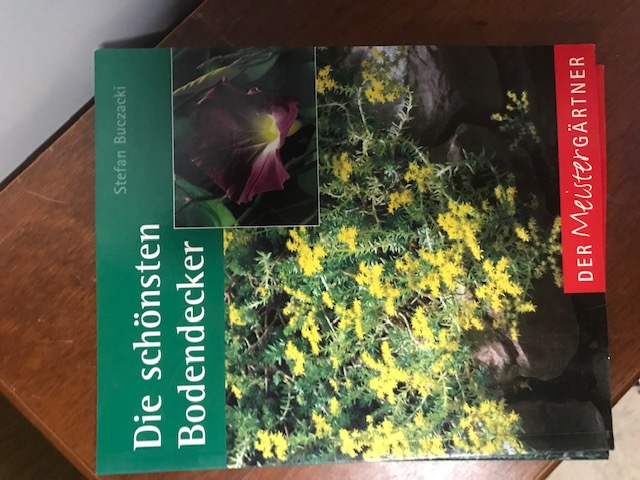 DER MeisterGÄRTNER
Stefan Buczacki
Die schönsten
Bodendecker